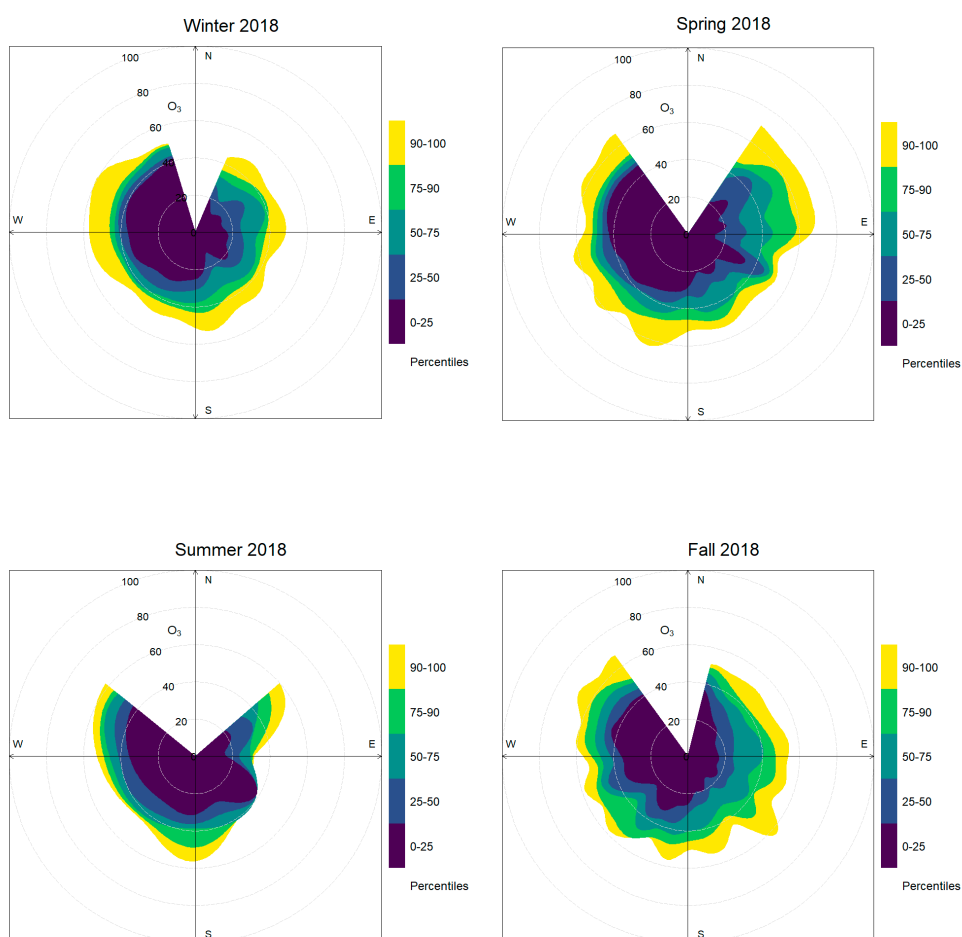 Winter 2018
N
100
80
O₃
60
40
20
0
W
E
S
90-100
75-90
50-75
25-50
0-25
Percentiles
Spring 2018
N
100
80
O₃
60
40
20
W
E
S
90-100
75-90
50-75
25-50
0-25
Percentiles
Summer 2018
N
100
80
O₃
60
40
20
W
E
S
90-100
75-90
50-75
25-50
0-25
Percentiles
Fall 2018
N
100
80
O₃
60
40
20
W
E
S
90-100
75-90
50-75
25-50
0-25
Percentiles